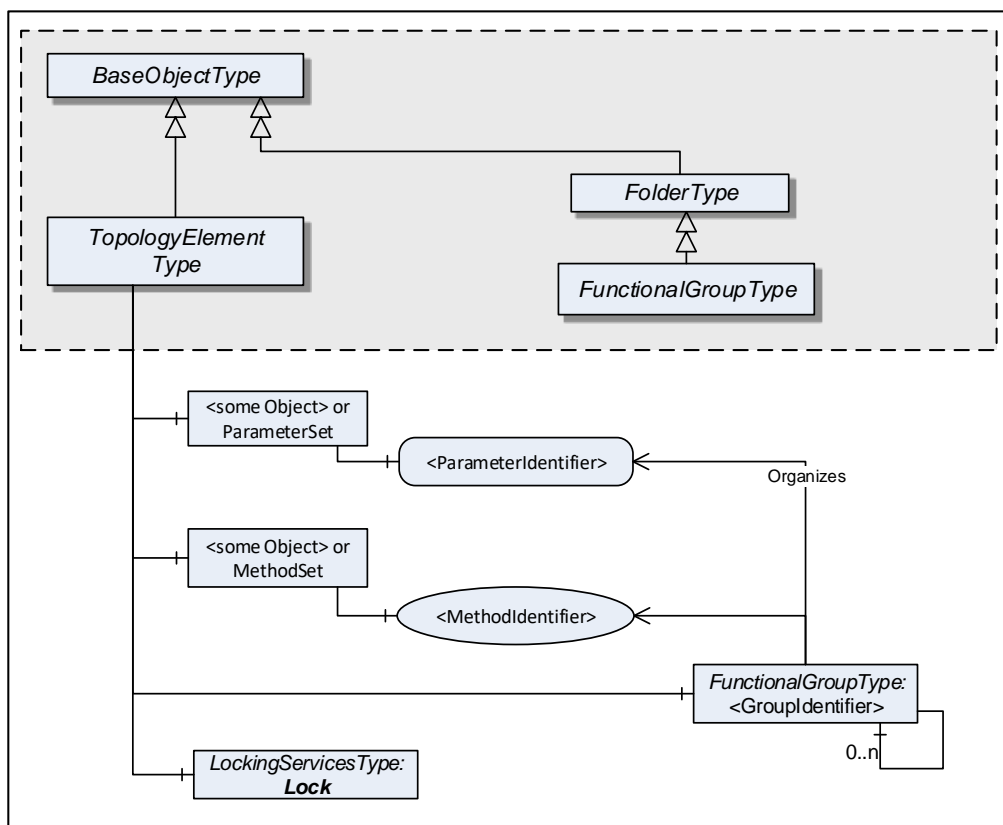 BaseObjectType
FolderType
TopologyElement
Type
FunctionalGroupType
<some Object> or
ParameterSet
<ParameterIdentifier>
Organizes
<some Object> or
MethodSet
<MethodIdentifier>
FunctionalGroupType:
<GroupIdentifier>
0..n
LockingServicesType:
Lock